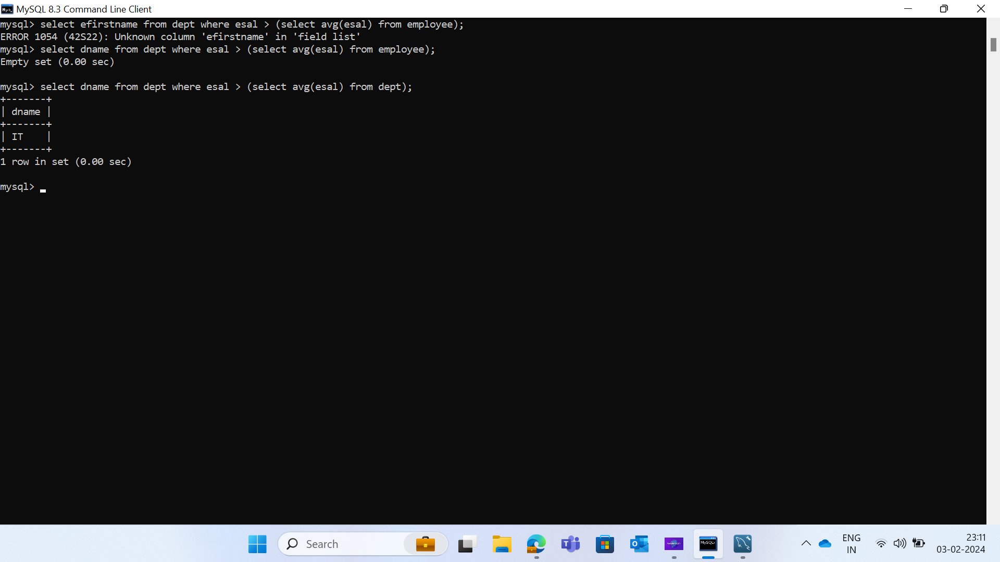 MySQL 8.3 Command Line Client
mysql> select efirstname from dept where esal > (select avg(esal) from employee);
ERROR 1054 (42S22): Unknown column 'efirstname' in 'field list'
mysql> select dname from dept where esal > (select avg(esal) from employee);
Empty set (0.00 sec)
mysql> select dname from dept where esal > (select avg(esal) from dept);
+-------+
| dname |
+-------+
| IT    |
+-------+
1 row in set (0.00 sec)
mysql>
Search
ENG
IN
23:11
03-02-2024